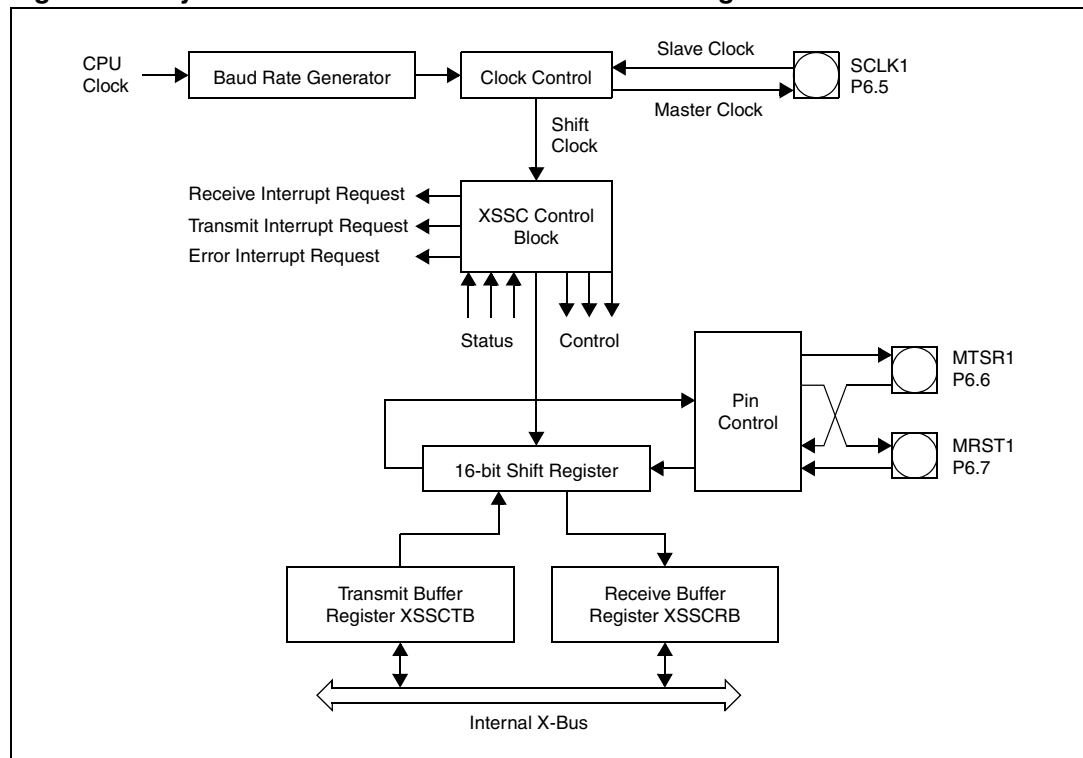 CPU
Clock
Baud Rate Generator
Clock Control
Slave Clock
Master Clock
SCLK1
P6.5
Shift
Clock
Receive Interrupt Request
Transmit Interrupt Request
Error Interrupt Request
XSSC Control
Block
Status
Control
Pin
Control
MTSR1
P6.6
MRST1
P6.7
16-bit Shift Register
Transmit Buffer
Register XSSCTB
Receive Buffer
Register XSSCRB
Internal X-Bus